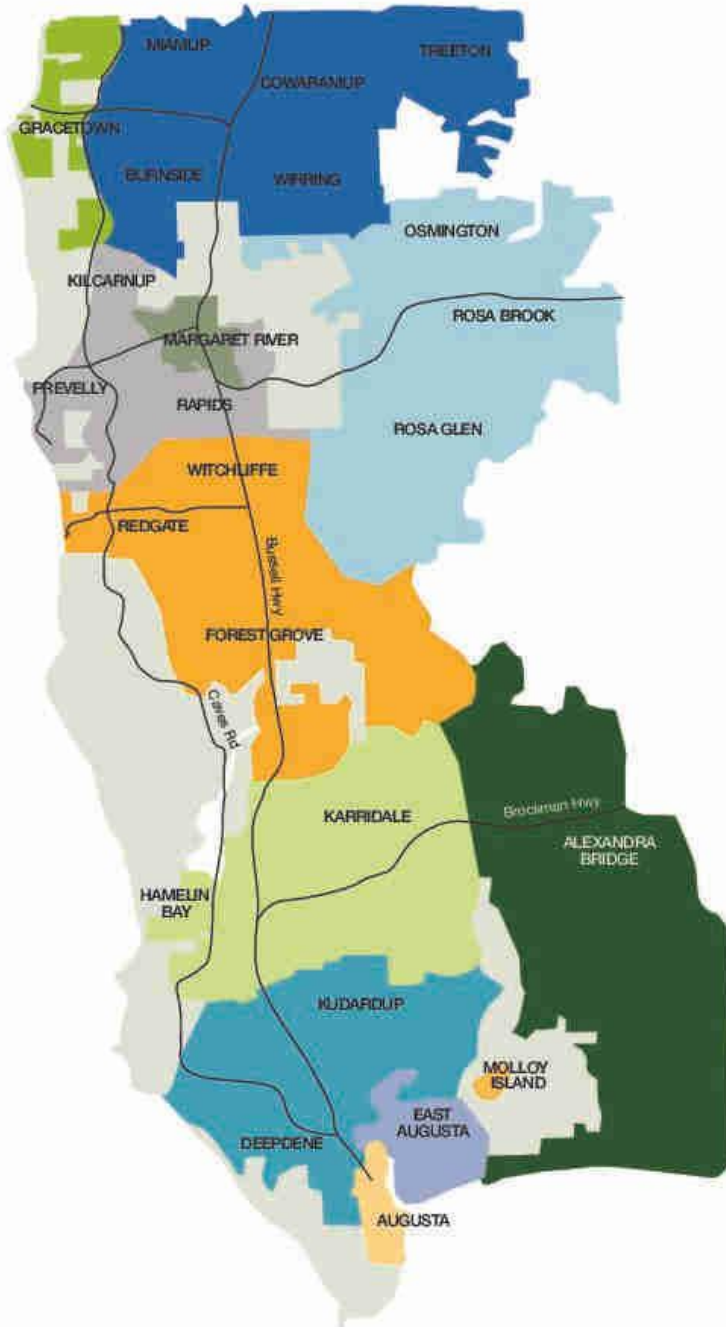 MIAMUP
TREETON
COWARAMUP
GRACETOWN
BURNSIDE
WIRRING
OSMINGTON
KILCARNUP
ROSA BROOK
MARGARET RIVER
PREVELLY
RAPIDS
ROSA GLEN
WITCHLIFFE
REDGATE
Bussell Hwy
FOREST GROVE
Caves Rd
KARRIDALE
Brockman Hwy
ALEXANDRA
BRIDGE
HAMELIN
BAY
KUDARDUP
MOLLOY
ISLAND
EAST
AUGUSTA
DEEPDENE
AUGUSTA